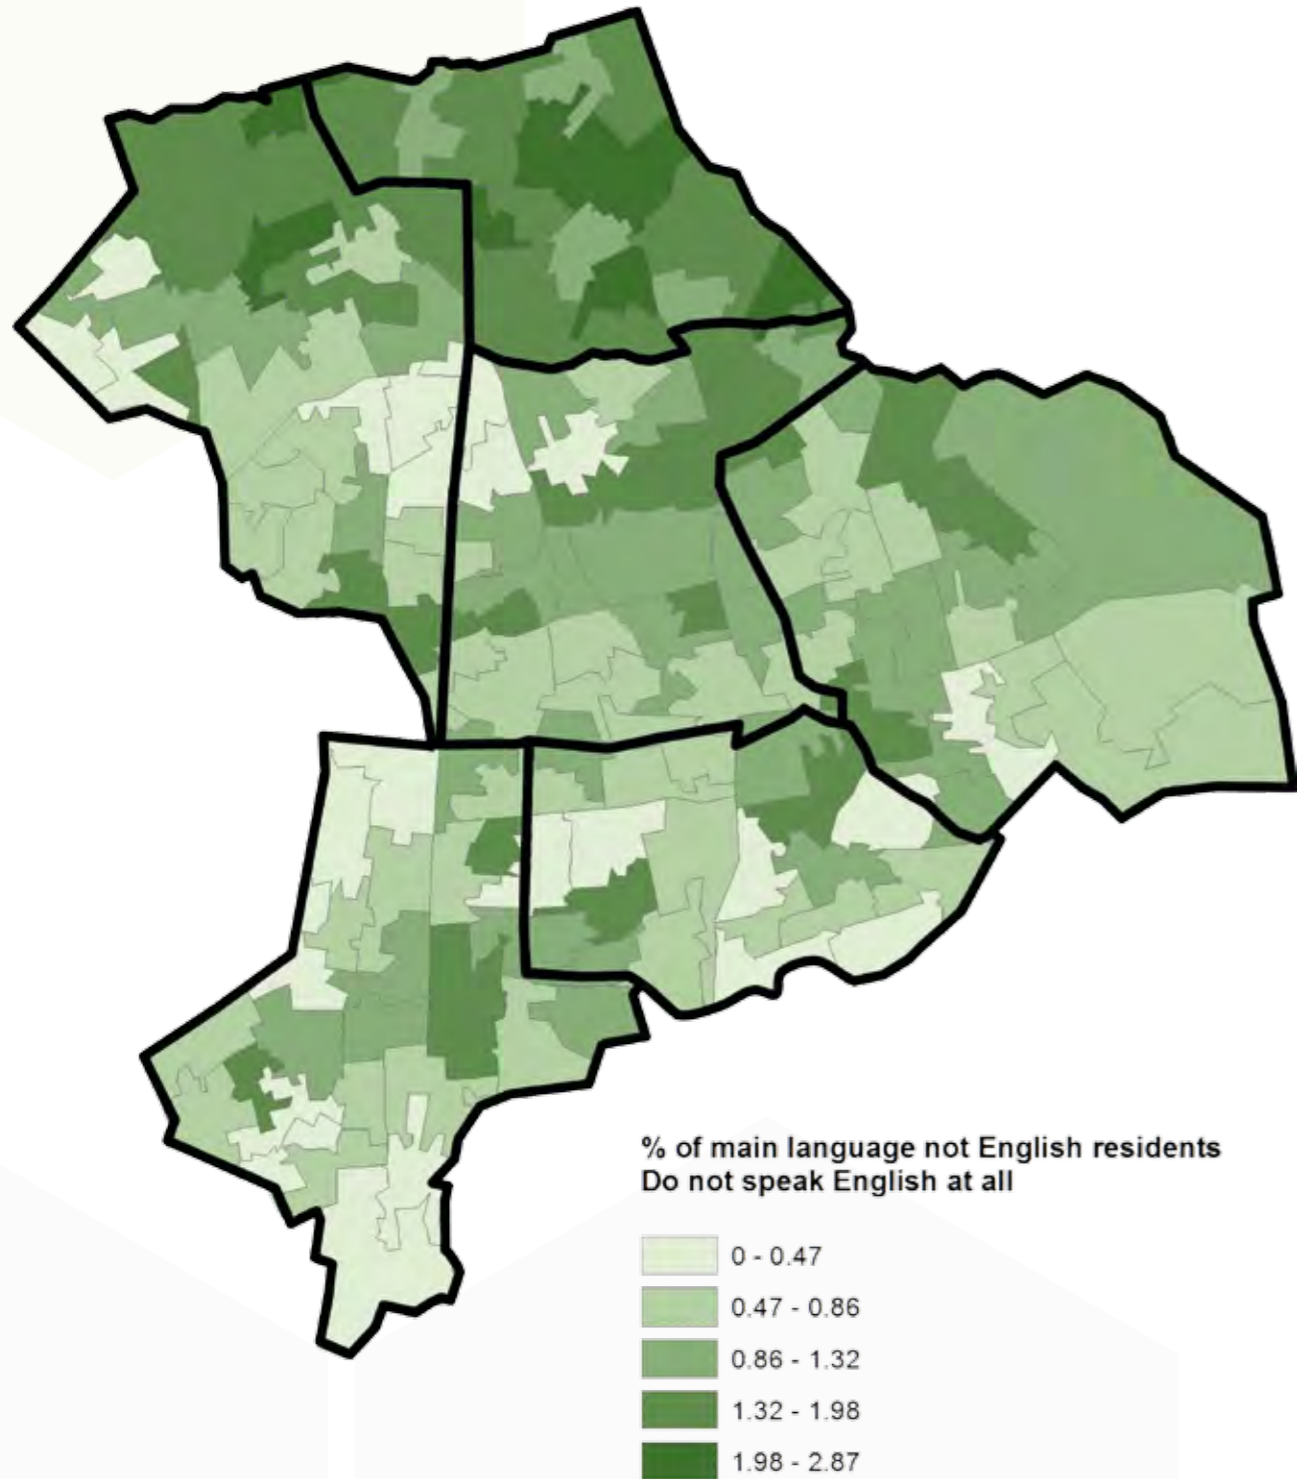 % of main language not English residents
Do not speak English at all
0 - 0.47
0.47 - 0.86
0.86 - 1.32
1.32 - 1.98
1.98 - 2.87